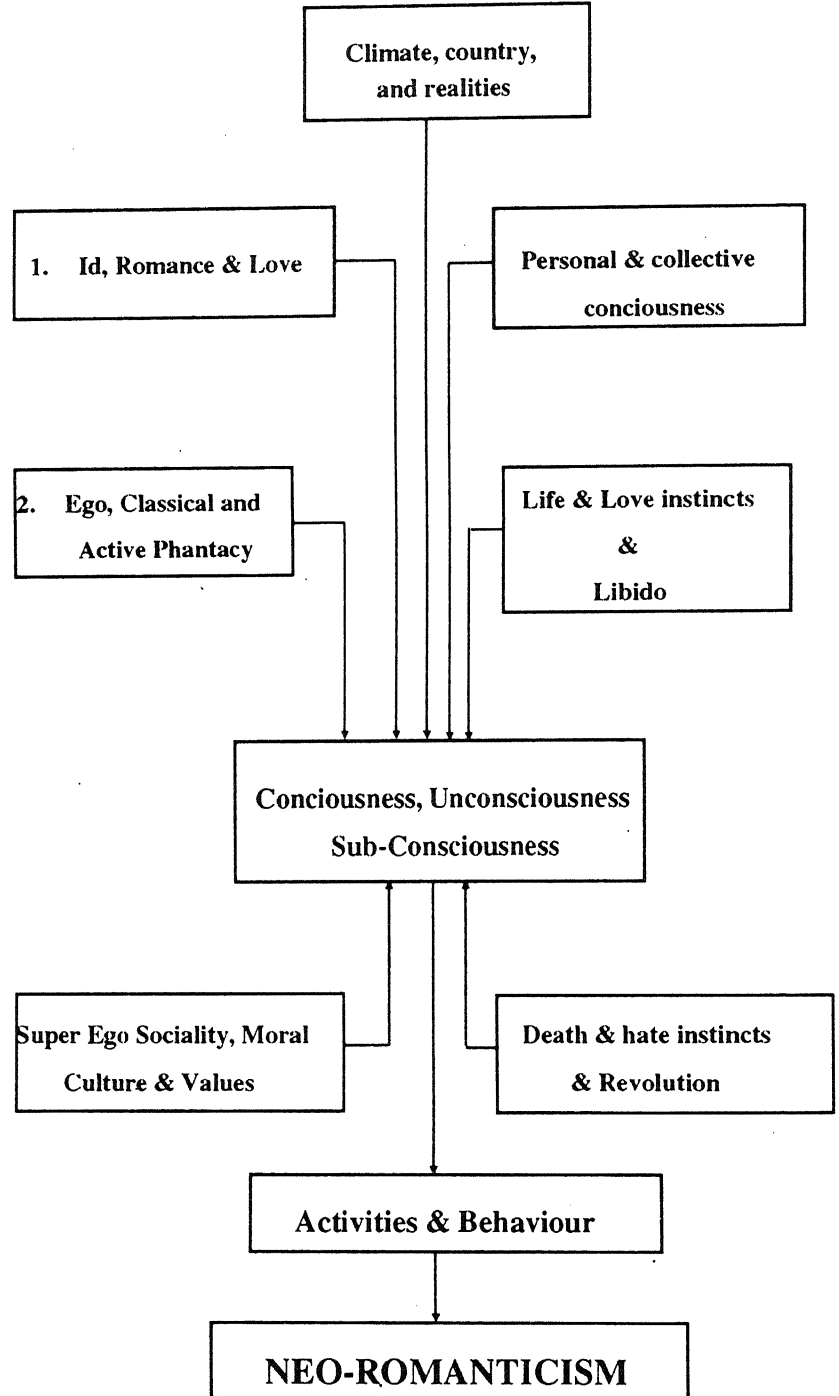 Climate, country,
and realities
1. Id, Romance & Love
Personal & collective
conciousness
2. Ego, Classical and
Active Phantacy
Life & Love instincts
&
Libido
Conciousness, Unconsciousness
Sub-Consciousness
Super Ego Sociality, Moral
Culture & Values
Death & hate instincts
& Revolution
Activities & Behaviour
NEO-ROMANTICISM